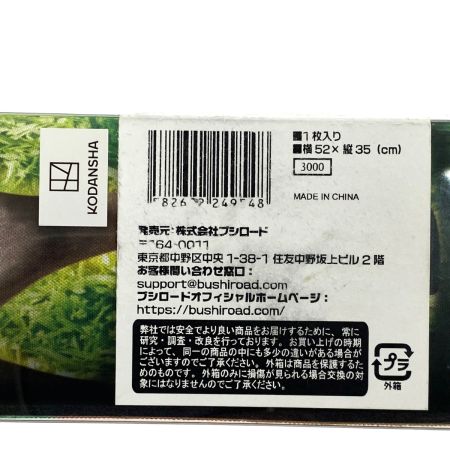 KODANSHA
■1枚入り
■横52×縦35(cm)
3000
MADE IN CHINA
発売元:株式会社ブシロード
〒164-0011
東京都中野区中央 1-38-1 住友中野坂上ビル2階
お客様問い合わせ窓口:
support@bushiroad.com
ブシロードオフィシャルホームページ:
https://bushiroad.com/
弊社では安全でより良い商品をお届けするために、常に
研究・調査・改良を行っております。お買い上げの時期
によって、同一の商品の中にも多少の違いがある場合が
ございますのでご了承ください。外箱は商品を保護するた
めのものです。外箱のみに損傷が見られる場合交換の対
象にはなりませんのでご了承ください。
プラ
外箱